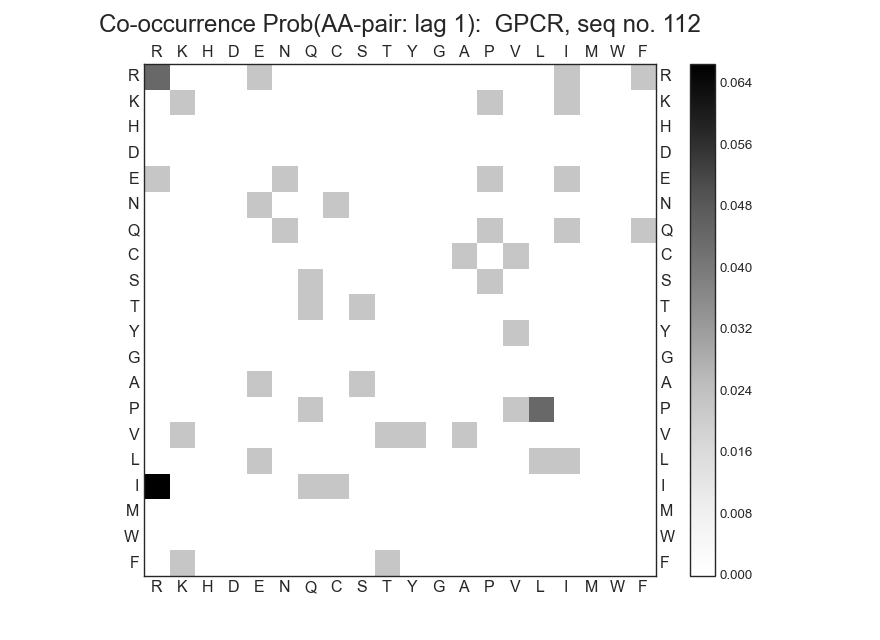 Co-occurrence Prob(AA-pair: lag 1):  GPCR, seq no. 112
R K H D E N Q C S T Y G A P V L I M W F
R R 0.064
K K
H H 0.056
D D
E E
N N 0.048
Q Q
C C 0.040
S S
T T
Y Y 0.032
G G
A A 0.024
P P
V V 0.016
L L
I I 0.008
M M
W W
F F 0.000
R K H D E N Q C S T Y G A P V L I M W F